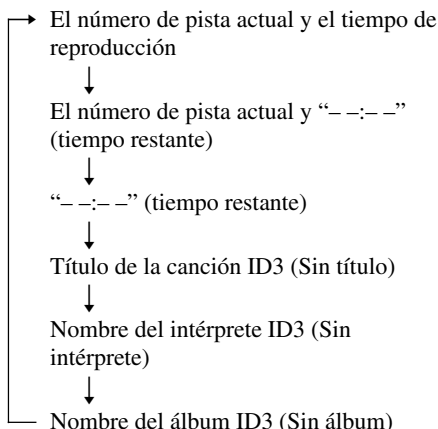 El número de pista actual y el tiempo de
reproducción
El número de pista actual y “– –:– –”
(tiempo restante)
“– –:– –” (tiempo restante)
Título de la canción ID3 (Sin título)
Nombre del intérprete ID3 (Sin
intérprete)
Nombre del álbum ID3 (Sin álbum)